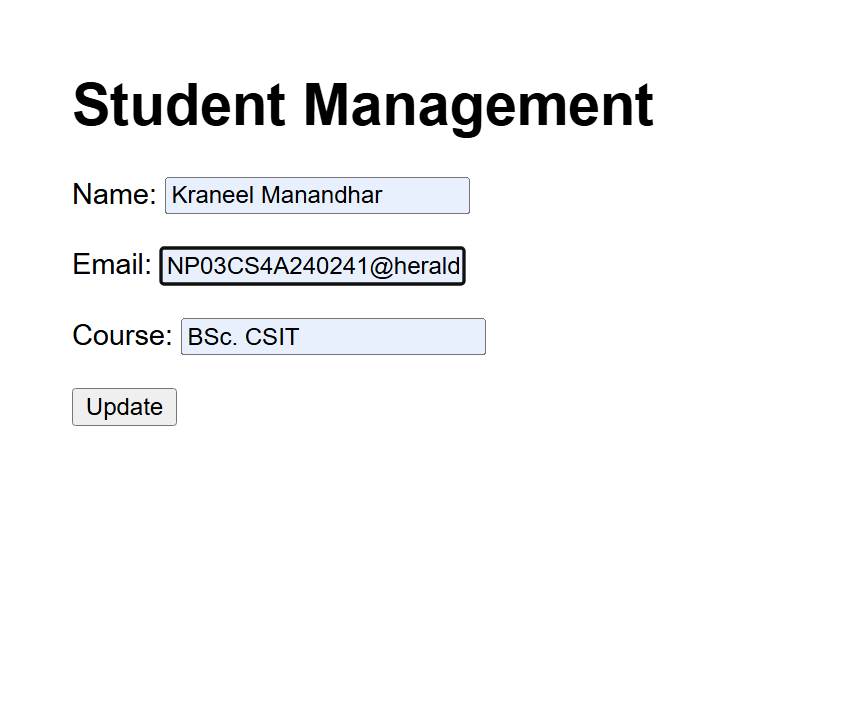 Student Management
Name: Kraneel Manandhar
Email: NP03CS4A240241@herald
Course: BSc. CSIT
Update